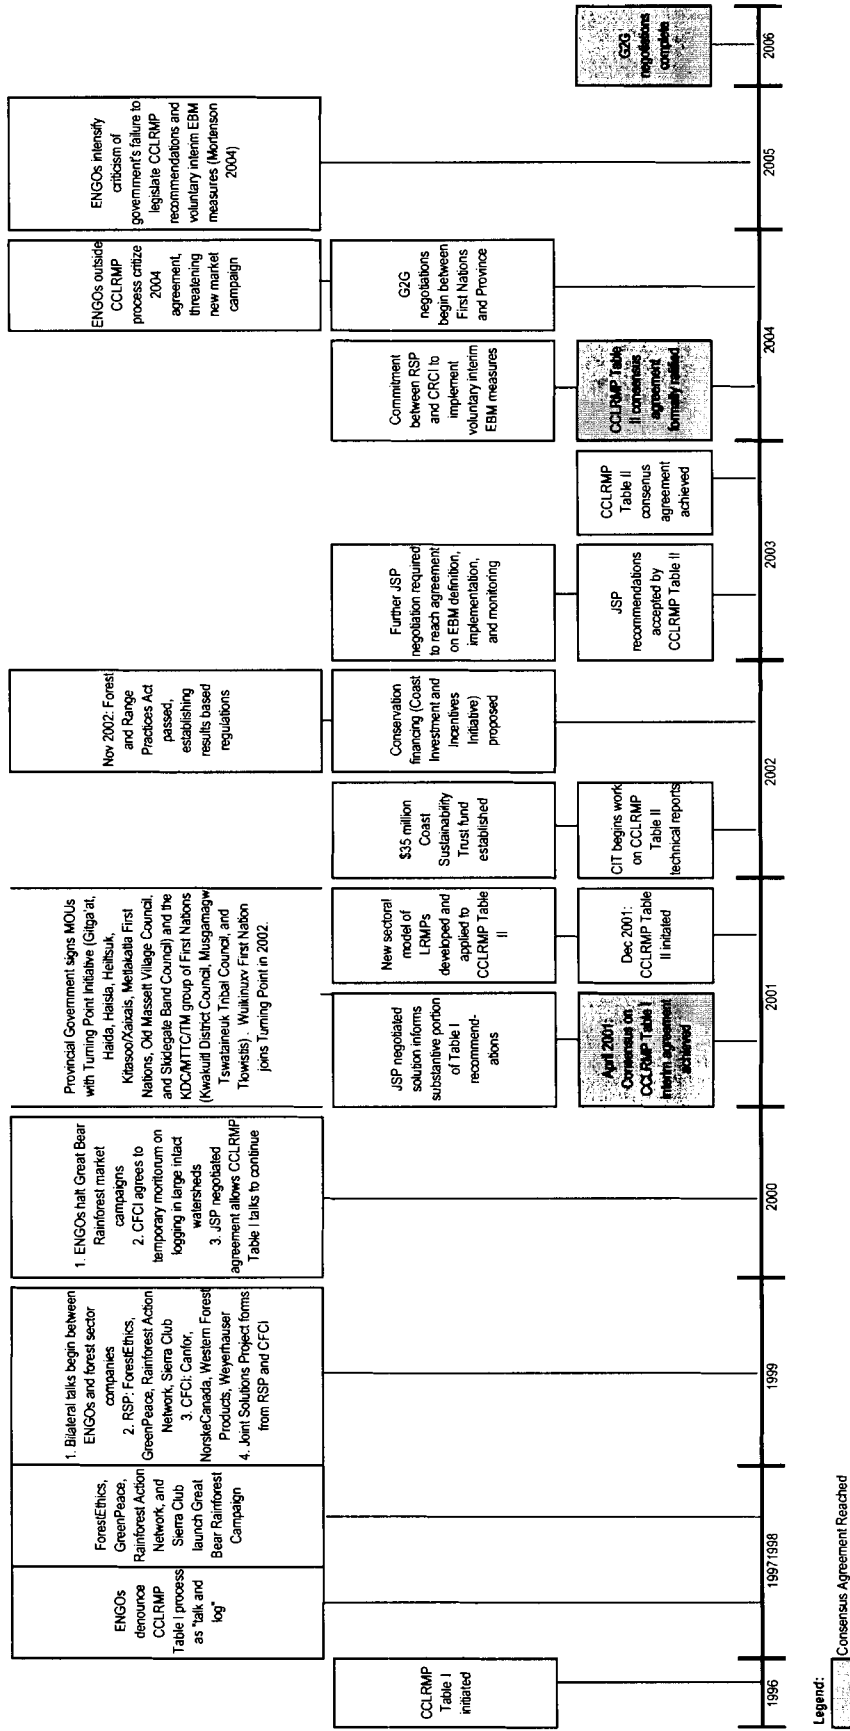 CCLRMP
Table I
initiated
ENGOs
denounce
CCLRMP
Table I process
as "talk and
log"
ForestEthics,
GreenPeace,
Rainforest Action
Network, and
Sierra Club
launch Great
Bear Rainforest
Campaign
1. Bilateral talks begin between
ENGOs and forest sector
companies
2. RSP: ForestEthics,
GreenPeace, Rainforest Action
Network, Sierra Club
3. CFCI: Canfor,
NorskeCanada, Western Forest
Products, Weyerhauser
4. Joint Solutions Project forms
from RSP and CFCI
1. ENGOs halt Great Bear
Rainforest market
campaigns
2. CFCI agrees to
temporary moritorum on
logging in large intact
watersheds
3. JSP negotiated
agreement allows CCLRMP
Table I talks to continue
Provincial Government signs MOUs
with Turning Point Initiative (Gitga'at,
Haida, Haisla, Heiltsuk,
Kitasoo/Xaixais, Metlakatla First
Nations, Old Massett Village Council,
and Skidegate Band Council) and the
KDC/MTTC/TM group of First Nations
(Kwakuitl District Council, Musgamagw
Tswataineuk Tribal Council, and
Tlowitsis). Wuikinuxv First Nation
joins Turning Point in 2002.
JSP negotiated
solution informs
substantive portion
of Table I
recommend-
ations
April 2001:
Consensus on
CCLRMP Table I
interim agreement
achieved
New sectoral
model of
LRMPs
developed and
applied to
CCLRMP Table
II
Dec 2001:
CCLRMP Table
II initated
$35 million
Coast
Sustainability
Trust fund
established
CIT begins work
on CCLRMP
Table II
technical reports
Nov 2002: Forest
and Range
Practices Act
passed,
establishing
results based
regulations
Conservation
financing (Coast
Investment and
Incentives
Initiative)
proposed
Further JSP
negotiation required
to reach agreement
on EBM definition,
implementation,
and monitoring
JSP
recommendations
accepted by
CCLRMP Table II
CCLRMP
Table II
consenus
agreement
achieved
Commitment
between RSP
and CRCI to
implement
voluntary interim
EBM measures
CCLRMP Table
II consensus
agreement
formally ratified
ENGOs outside
CCLRMP
process critize
2004
agreement,
threatening
new market
campaign
G2G
negotiations
begin between
First Nations
and Province
ENGOs intensify
criticism of
government's failure to
legislate CCLRMP
recommendations and
voluntary interim EBM
measures (Mortenson
2004)
G2G
negotiations
complete
1996
1997
1998
1999
2000
2001
2002
2003
2004
2005
2006
Legend:
Consensus Agreement Reached